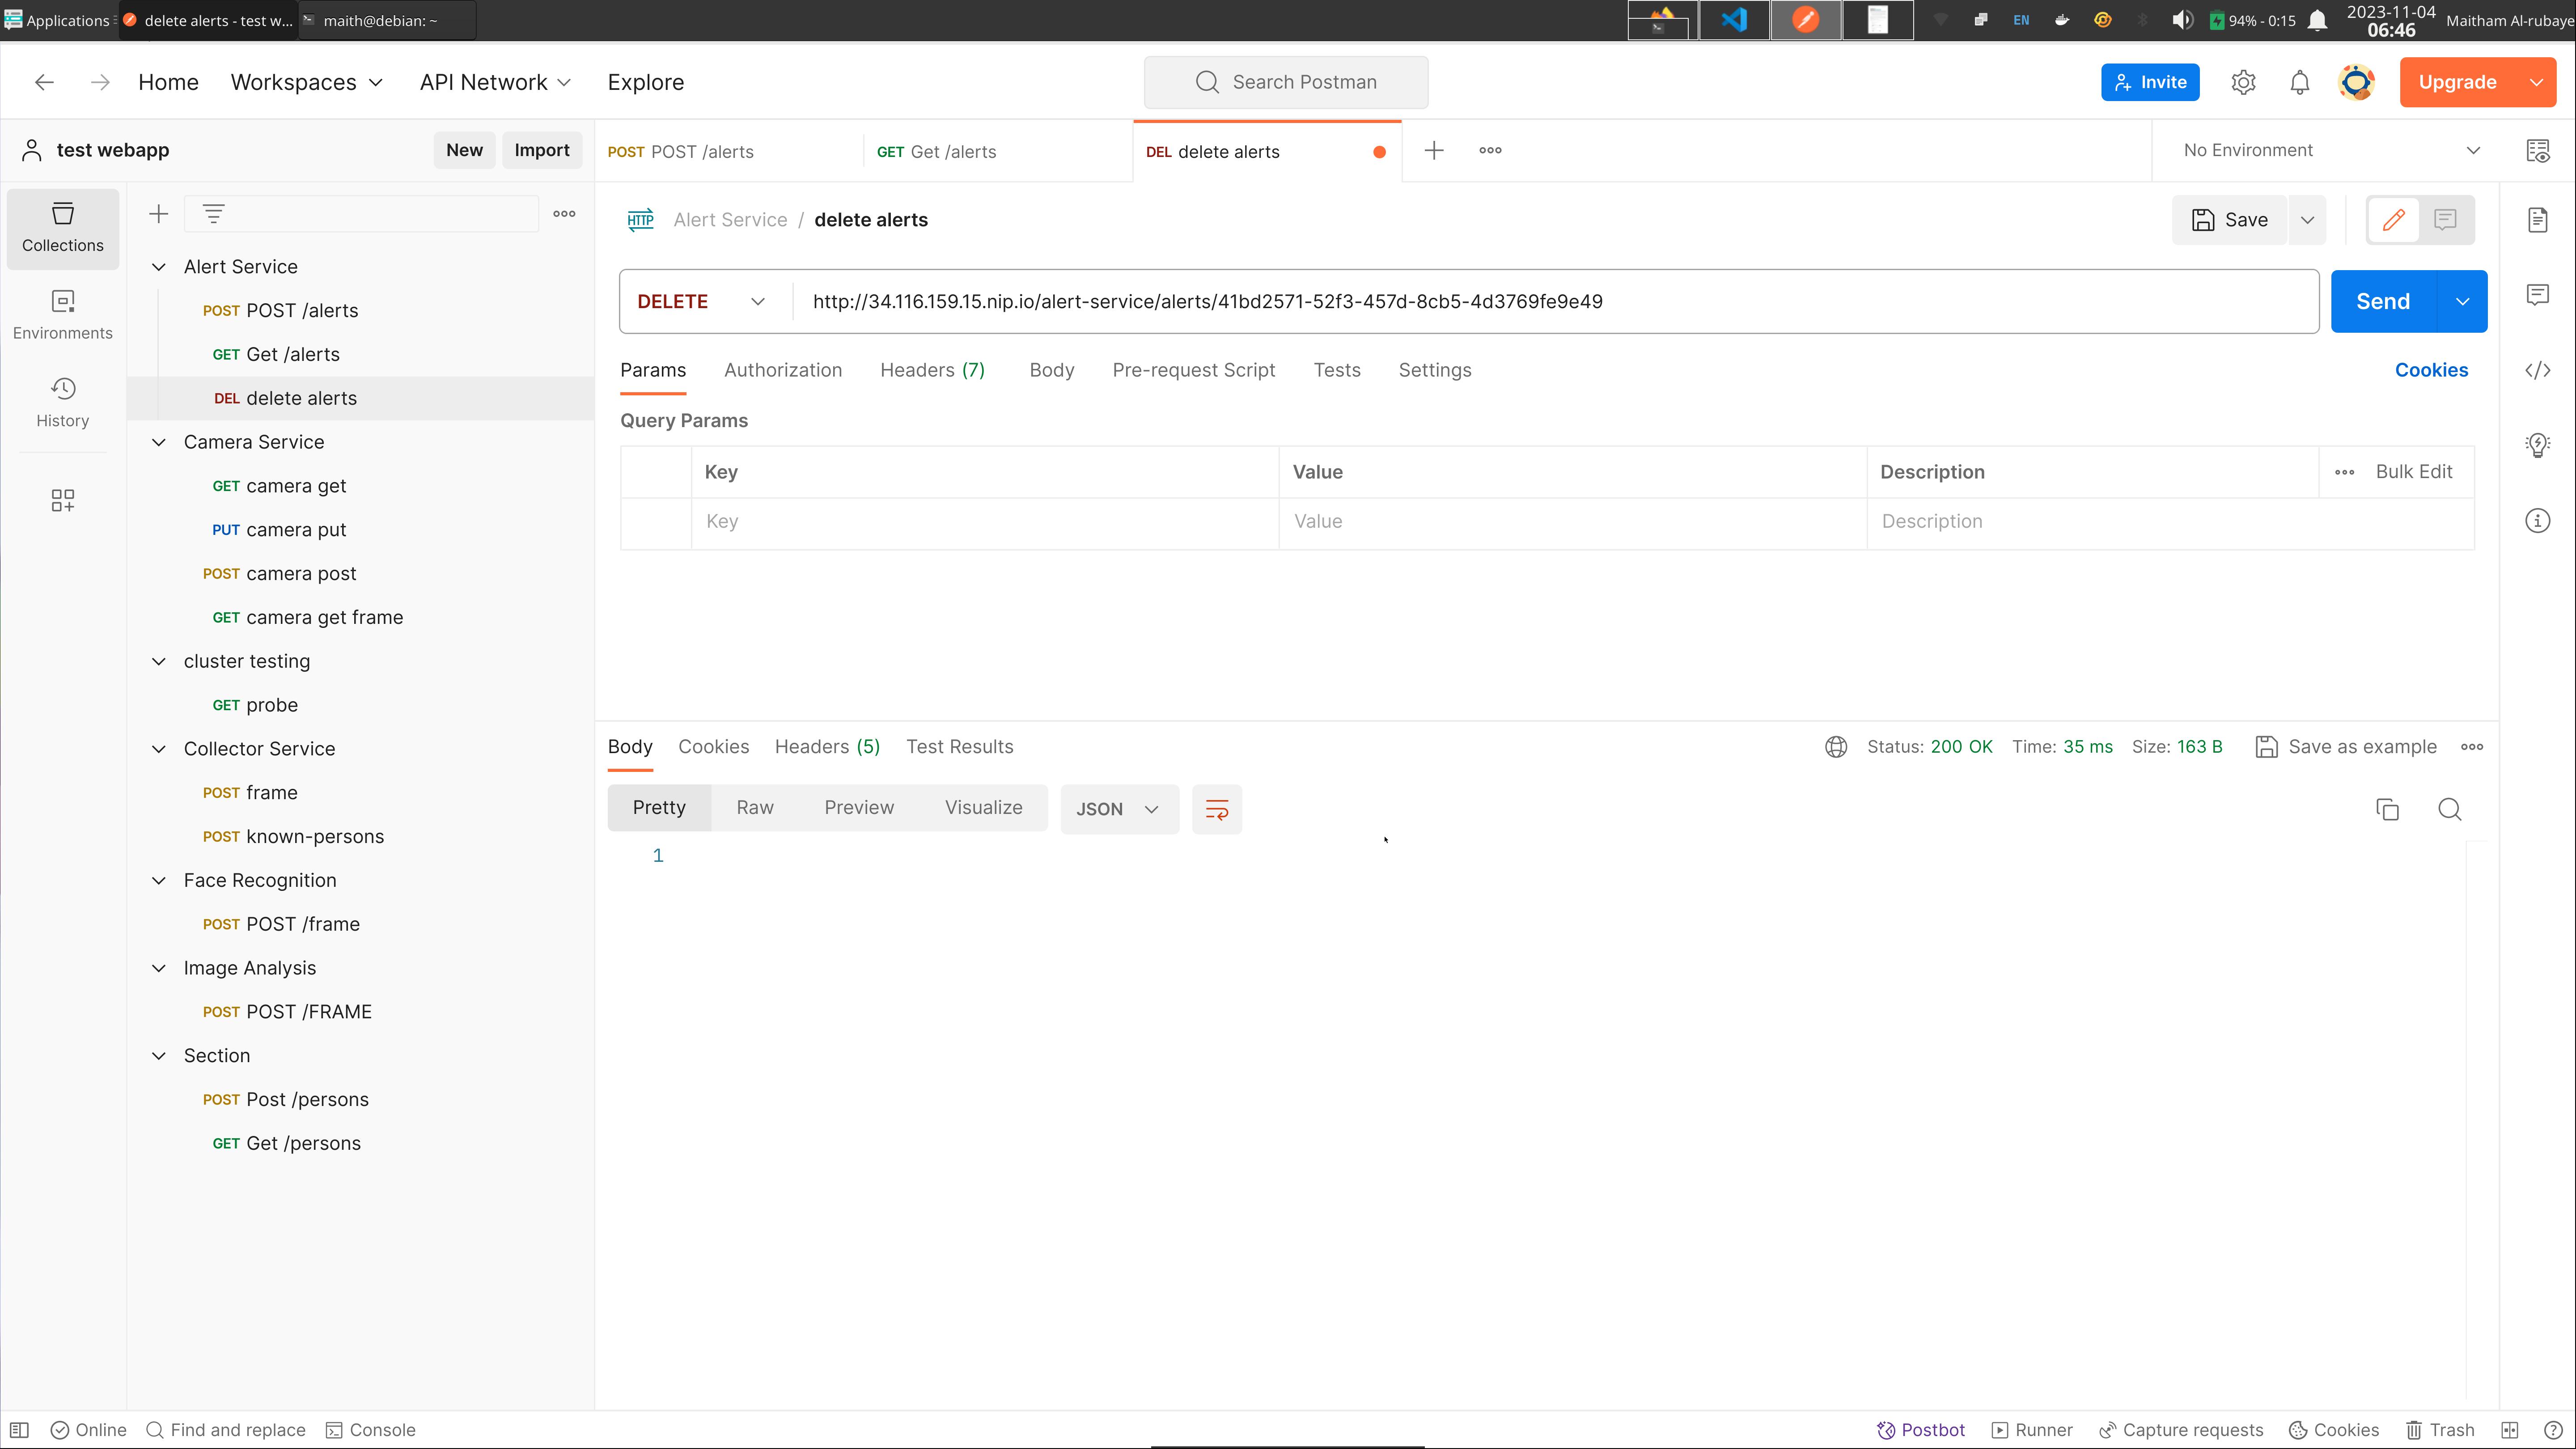 Applications delete alerts - test w... maith@debian: ~ EN 94% - 0:15 2023-11-04 06:46 Maitham Al-rubaye
Home Workspaces API Network Explore Search Postman Invite Upgrade
test webapp New Import
POST POST /alerts GET Get /alerts DEL delete alerts No Environment
Collections
Environments
History
Alert Service
POST POST /alerts
GET Get /alerts
DEL delete alerts
Camera Service
GET camera get
PUT camera put
POST camera post
GET camera get frame
cluster testing
GET probe
Collector Service
POST frame
POST known-persons
Face Recognition
POST POST /frame
Image Analysis
POST POST /FRAME
Section
POST Post /persons
GET Get /persons
HTTP Alert Service / delete alerts Save
DELETE http://34.116.159.15.nip.io/alert-service/alerts/41bd2571-52f3-457d-8cb5-4d3769fe9e49 Send
Params Authorization Headers (7) Body Pre-request Script Tests Settings Cookies
Query Params
Key Value Description Bulk Edit
Key Value Description
Body Cookies Headers (5) Test Results Status: 200 OK Time: 35 ms Size: 163 B Save as example
Pretty Raw Preview Visualize JSON
1
Online Find and replace Console Postbot Runner Capture requests Cookies Trash